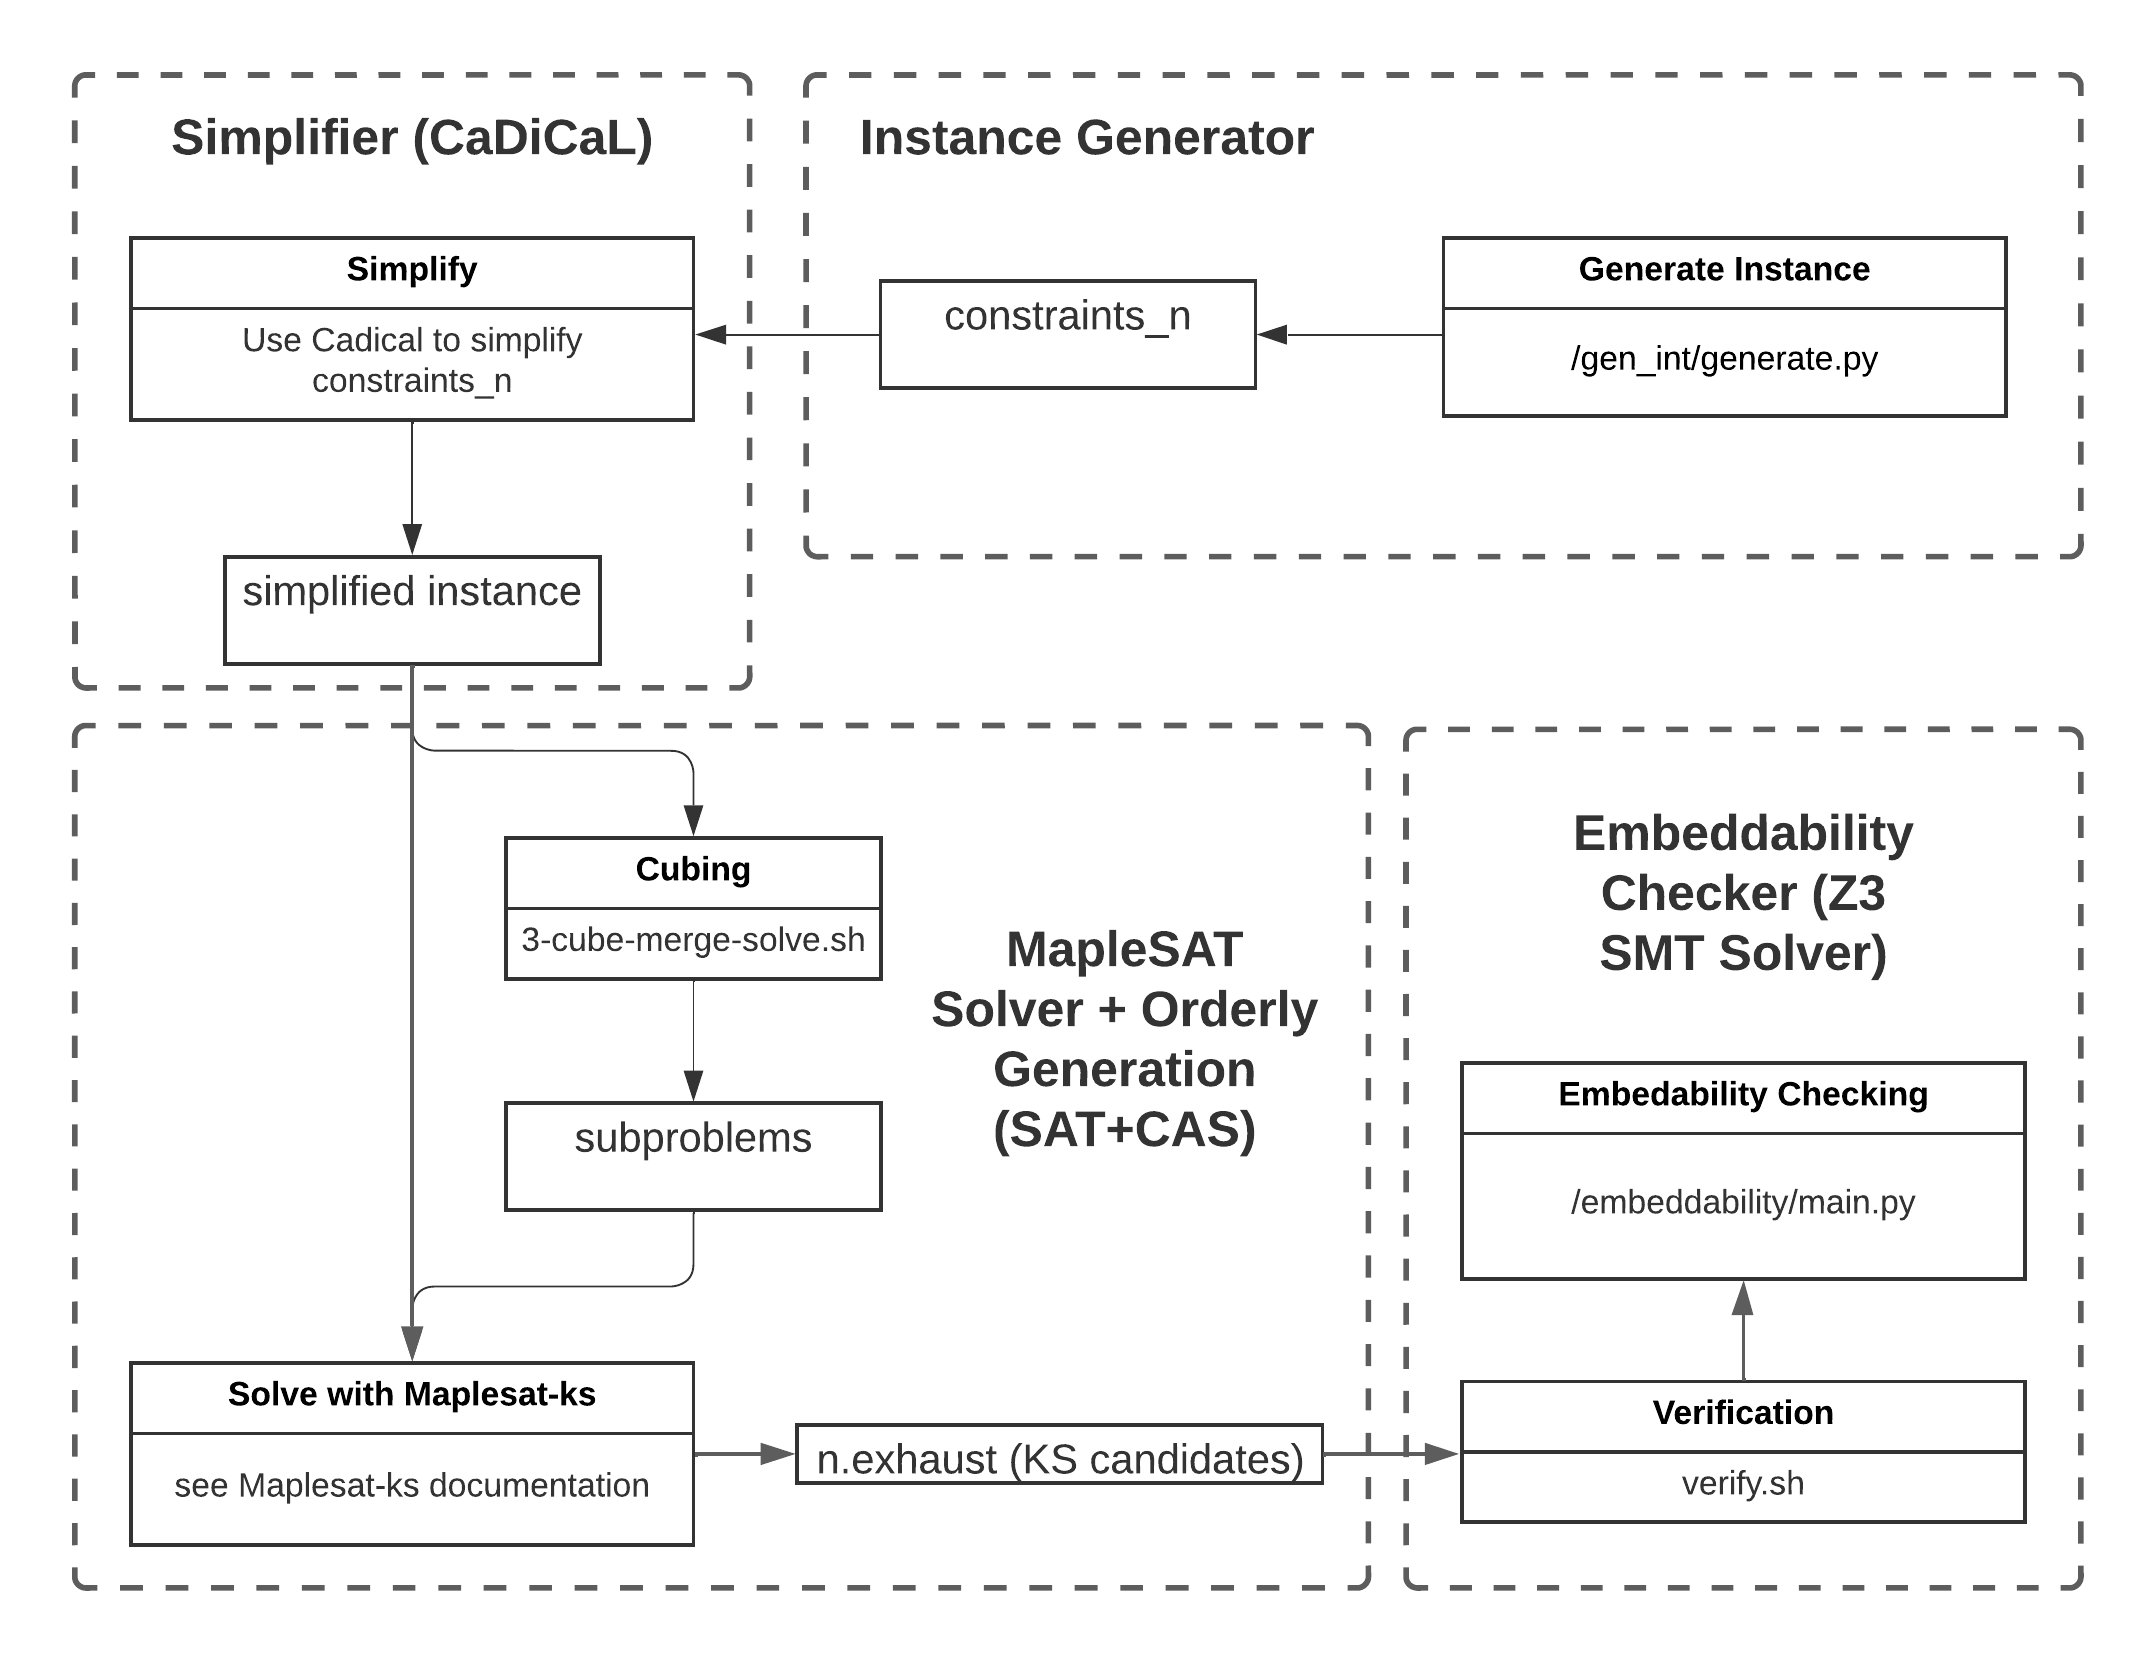 Simplifier (CaDiCaL)
Instance Generator
Simplify
Use Cadical to simplify
constraints_n
constraints_n
Generate Instance
/gen_int/generate.py
simplified instance
Cubing
3-cube-merge-solve.sh
subproblems
MapleSAT
Solver + Orderly
Generation
(SAT+CAS)
Solve with Maplesat-ks
see Maplesat-ks documentation
n.exhaust (KS candidates)
Embeddability
Checker (Z3
SMT Solver)
Embedability Checking
/embeddability/main.py
Verification
verify.sh